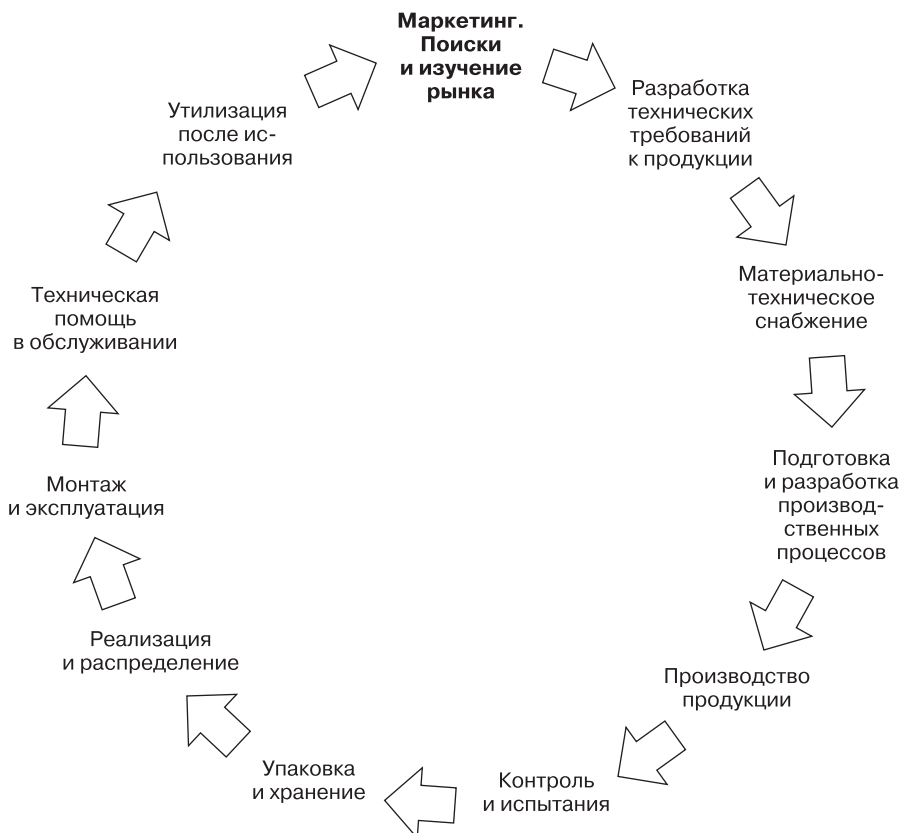 Маркетинг.
Поиски
и изучение
рынка
Разработка
технических
требований
к продукции
Материально-
техническое
снабжение
Подготовка
и разработка
производ-
ственных
процессов
Производство
продукции
Контроль
и испытания
Упаковка
и хранение
Реализация
и распределение
Монтаж
и эксплуатация
Техническая
помощь
в обслуживании
Утилизация
после ис-
пользования